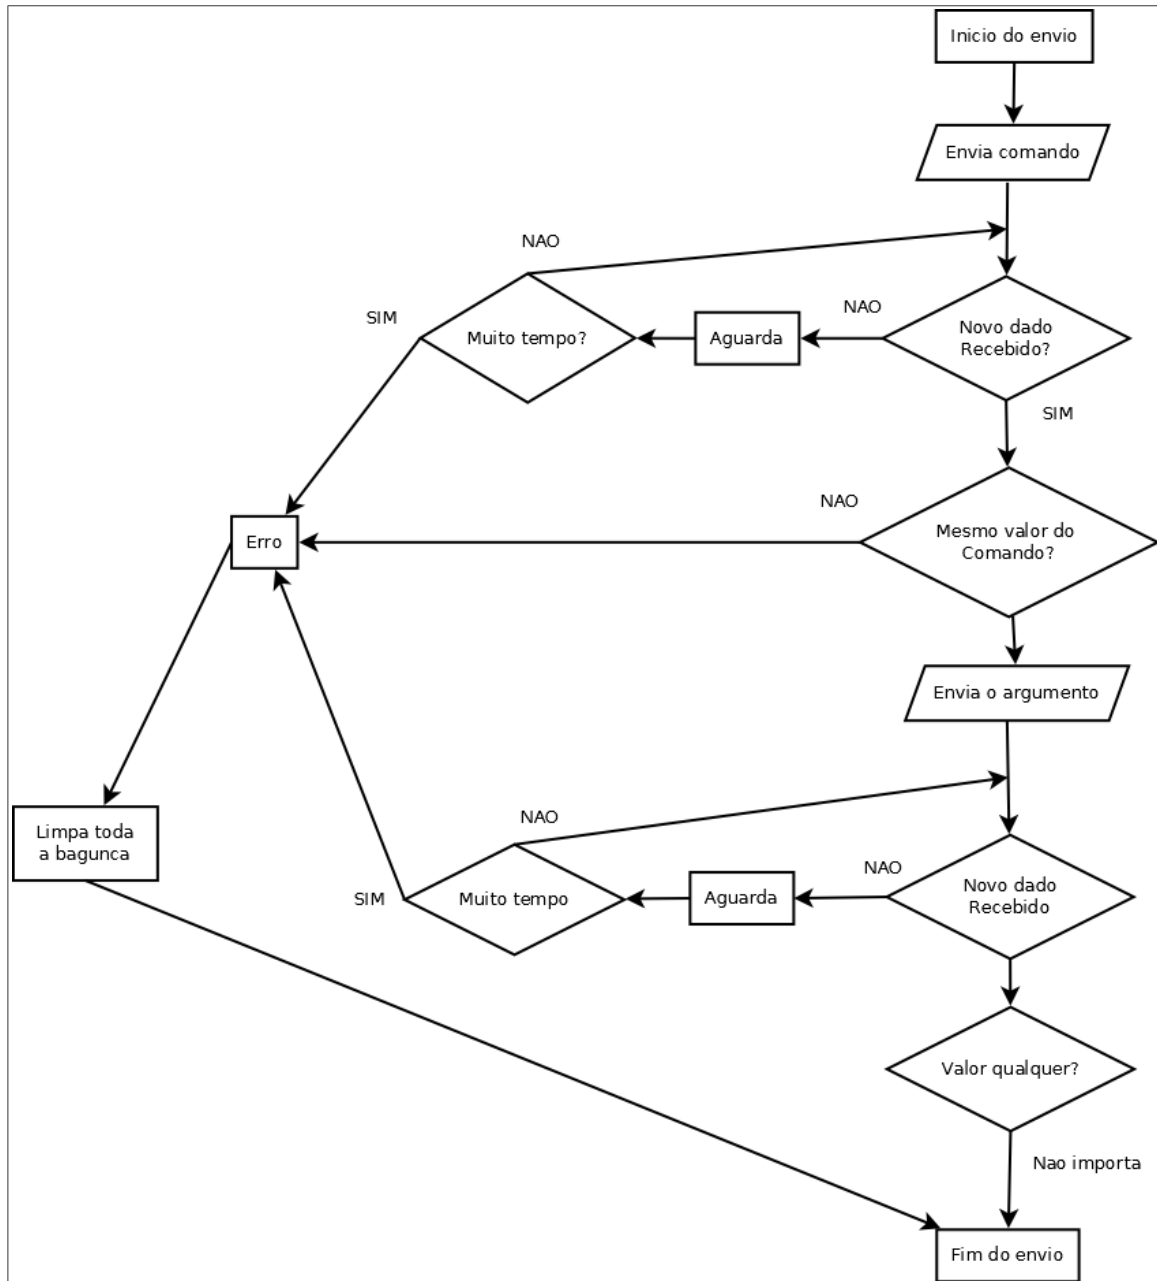 Inicio do envio
Envia comando
NAO
SIM
Muito tempo?
Aguarda
NAO
Novo dado
Recebido?
SIM
NAO
Mesmo valor do
Comando?
Erro
Envia o argumento
Limpa toda
a bagunca
NAO
SIM
Muito tempo
Aguarda
NAO
Novo dado
Recebido
Valor qualquer?
Nao importa
Fim do envio